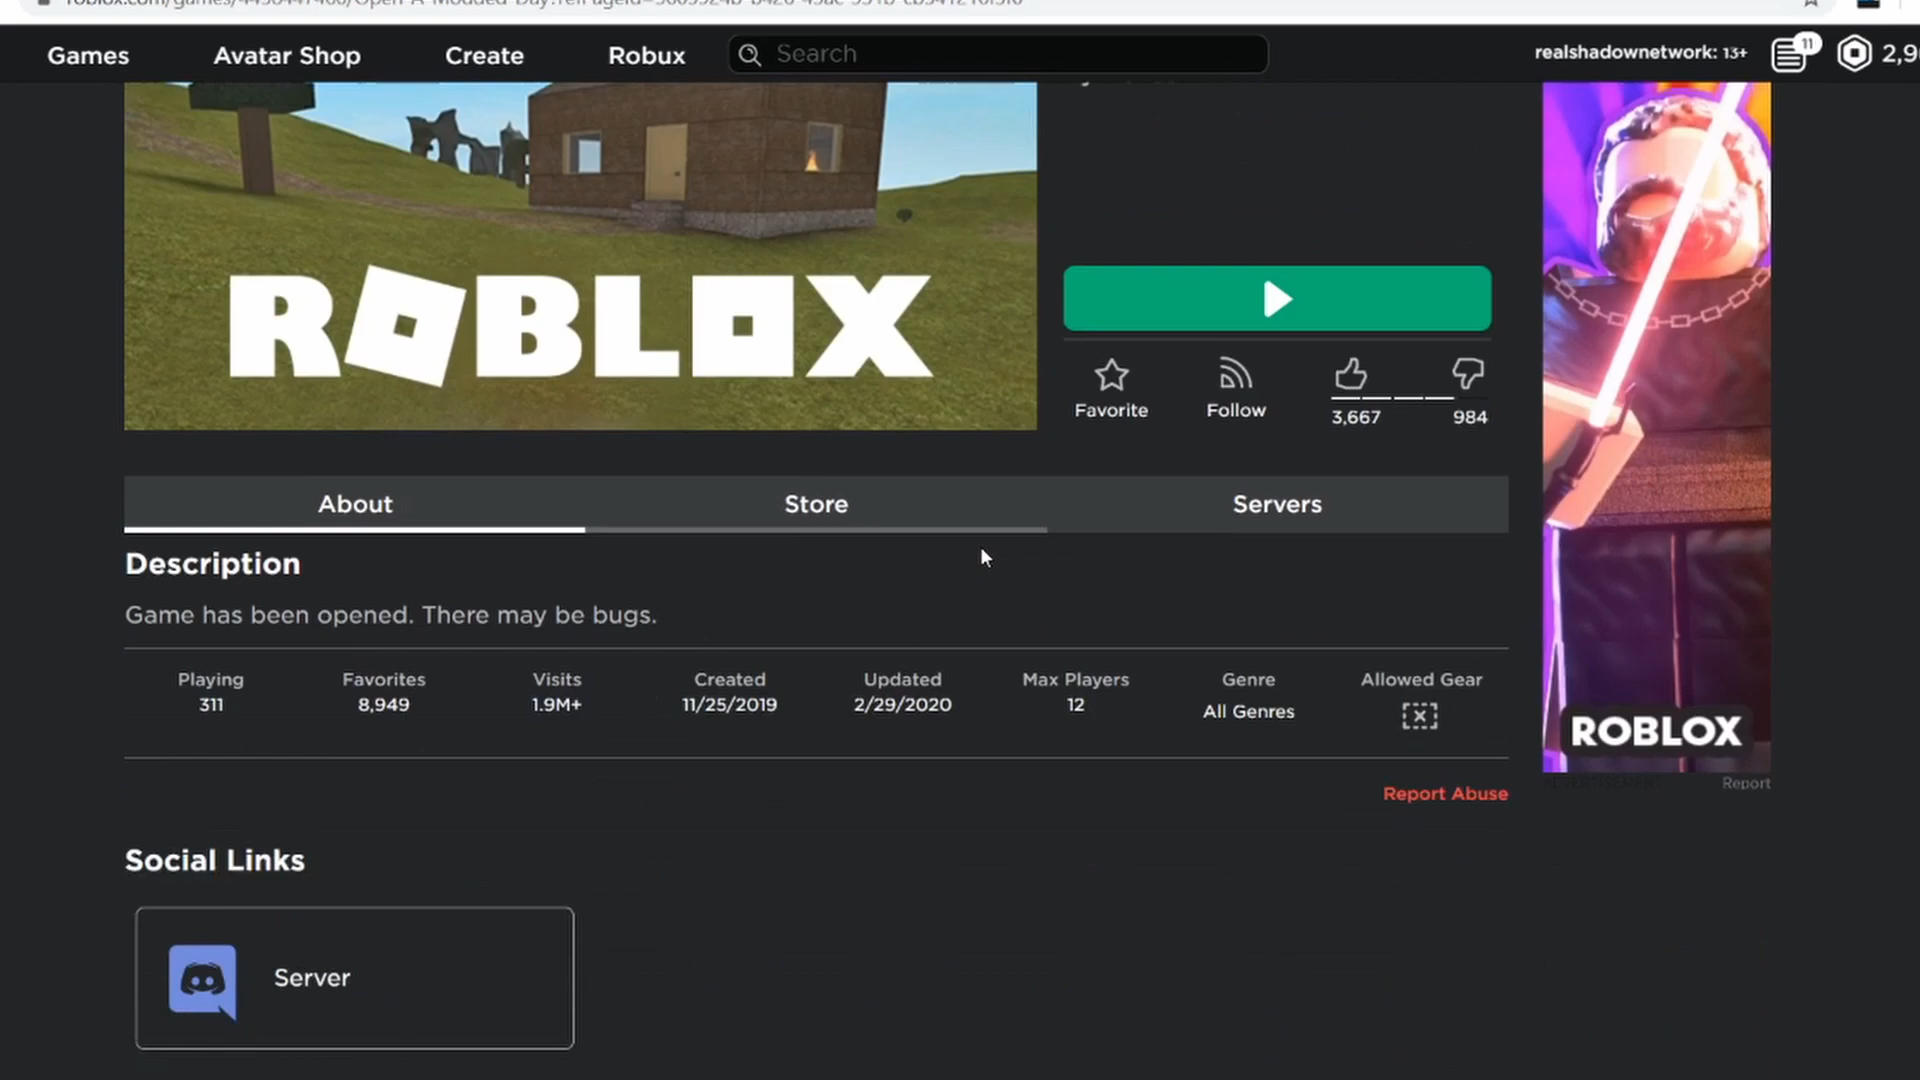 Games Avatar Shop Create Robux Search realshadownetwork: 13+ 11
ROBLOX
Favorite Follow 3,667 984
About Store Servers
Description
Game has been opened. There may be bugs.
Playing Favorites Visits Created Updated Max Players Genre Allowed Gear
311 8,949 1.9M+ 11/25/2019 2/29/2020 12 All Genres
ROBLOX
Report
Report Abuse
Social Links
Server